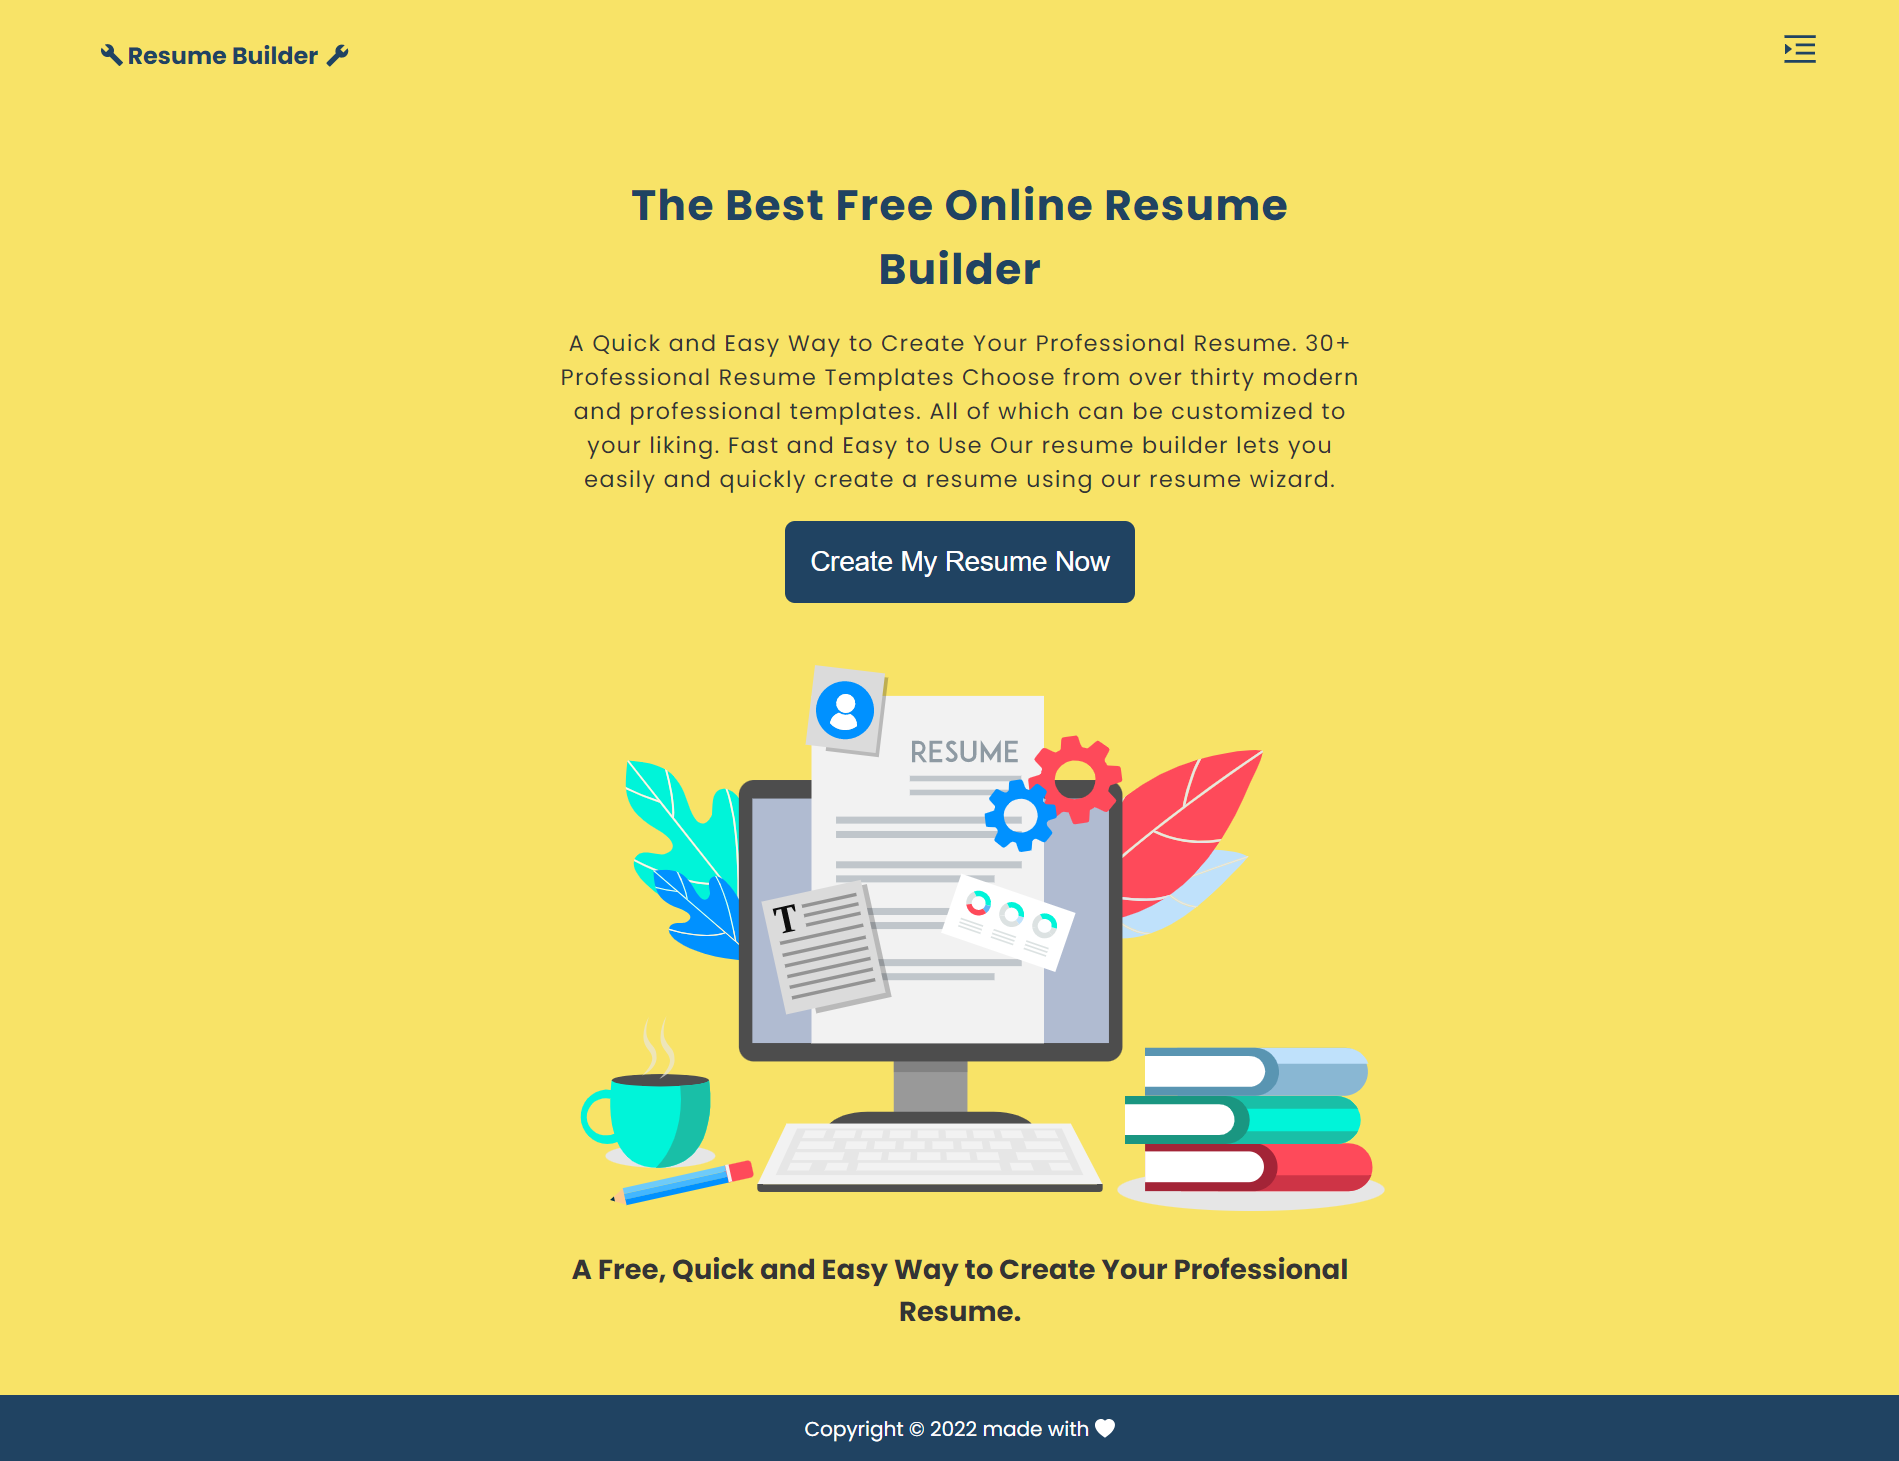 Resume Builder
The Best Free Online Resume
Builder
A Quick and Easy Way to Create Your Professional Resume. 30+
Professional Resume Templates Choose from over thirty modern
and professional templates. All of which can be customized to
your liking. Fast and Easy to Use Our resume builder lets you
easily and quickly create a resume using our resume wizard.
Create My Resume Now
RESUME
T
A Free, Quick and Easy Way to Create Your Professional
Resume.
Copyright © 2022 made with